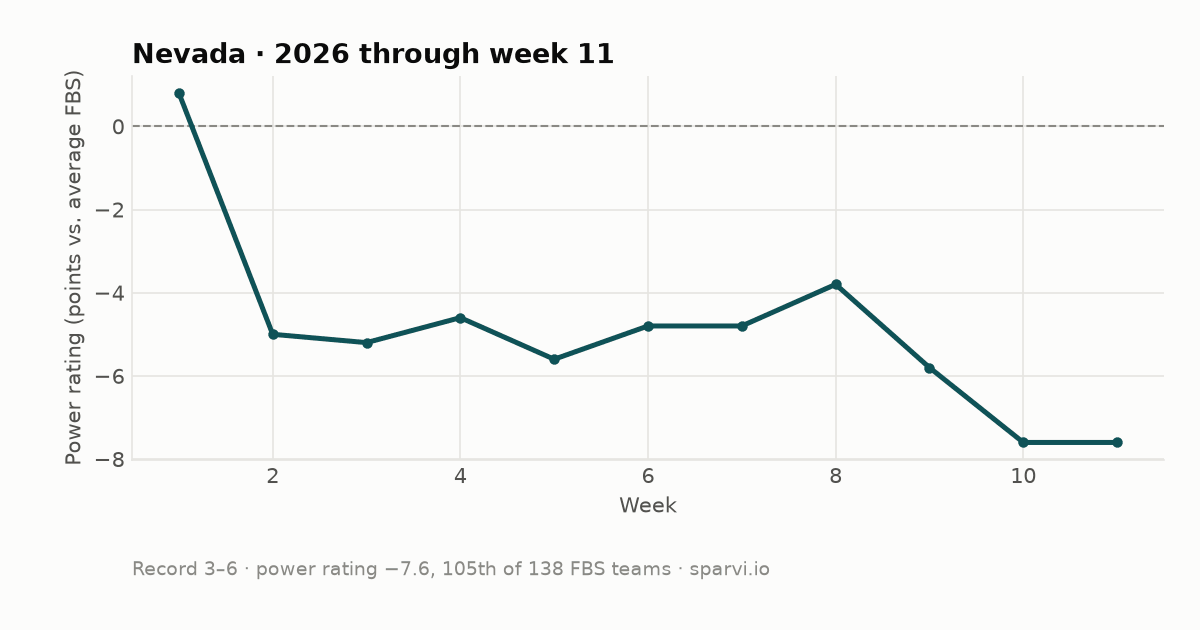 Nevada · 2026 through week 11
Power rating (points vs. average FBS)
0
−2
−4
−6
−8
2 4 6 8 10
Week
Record 3–6 · power rating −7.6, 105th of 138 FBS teams · sparvi.io